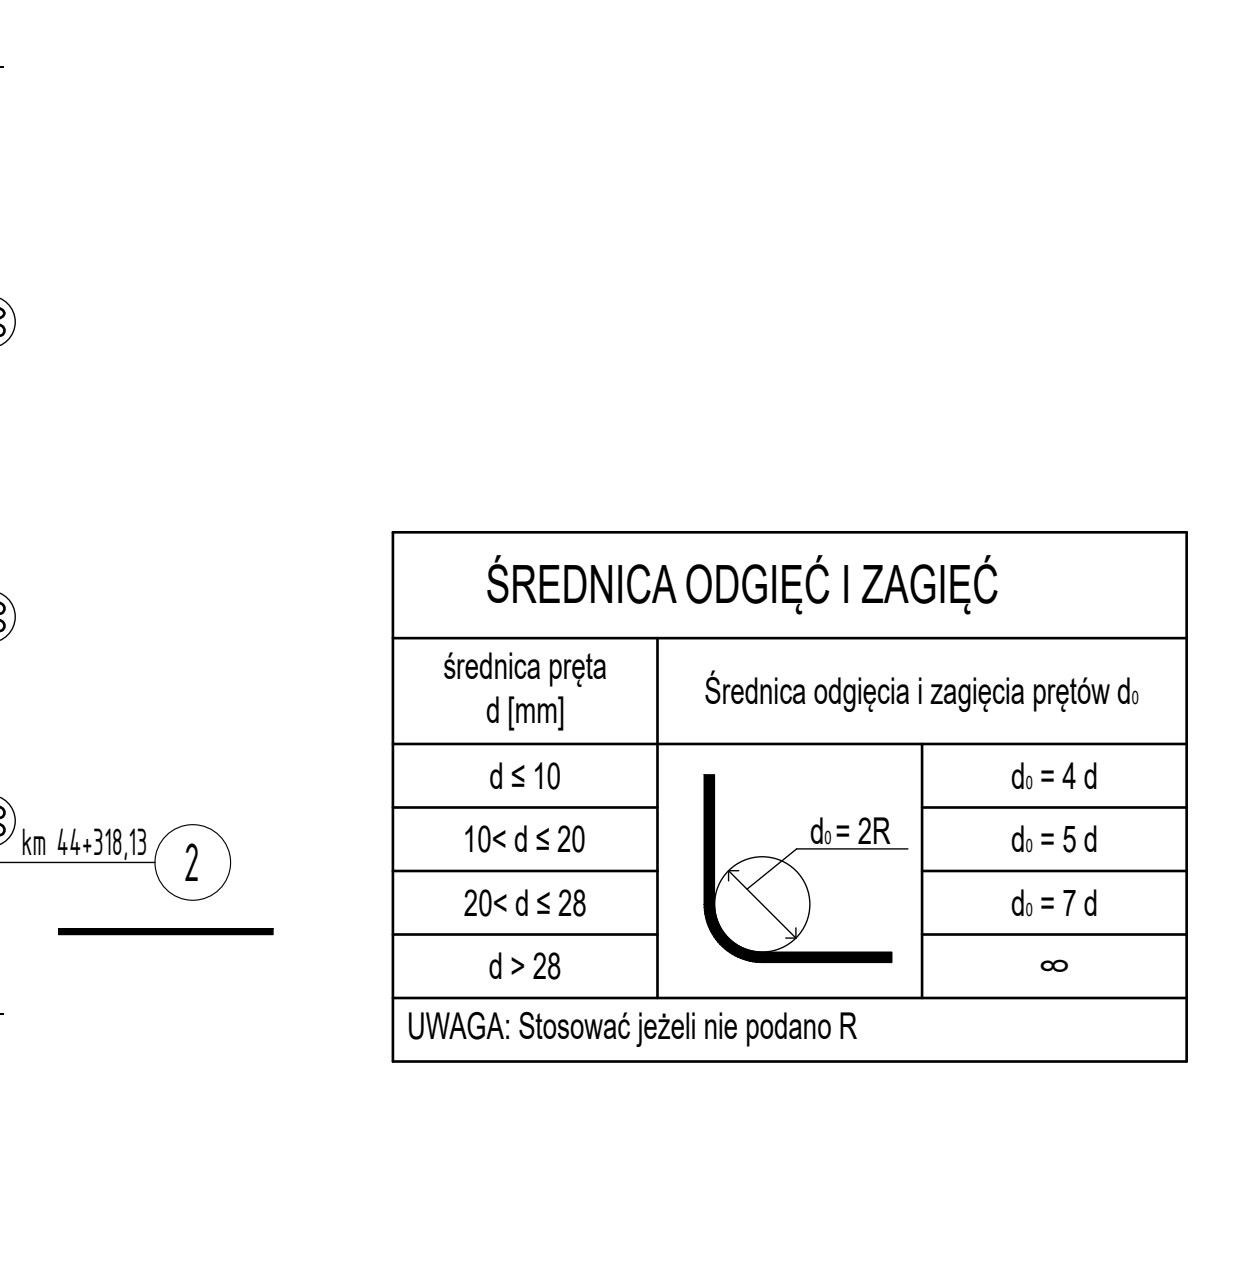 km 44+318,13
2
ŚREDNICA ODGIĘĆ I ZAGIĘĆ
średnica pręta
d [mm]
Średnica odgięcia i zagięcia prętów d₀
d ≤ 10
d₀ = 4 d
10< d ≤ 20
d₀ = 2R
d₀ = 5 d
20< d ≤ 28
d₀ = 7 d
d > 28
∞
UWAGA: Stosować jeżeli nie podano R